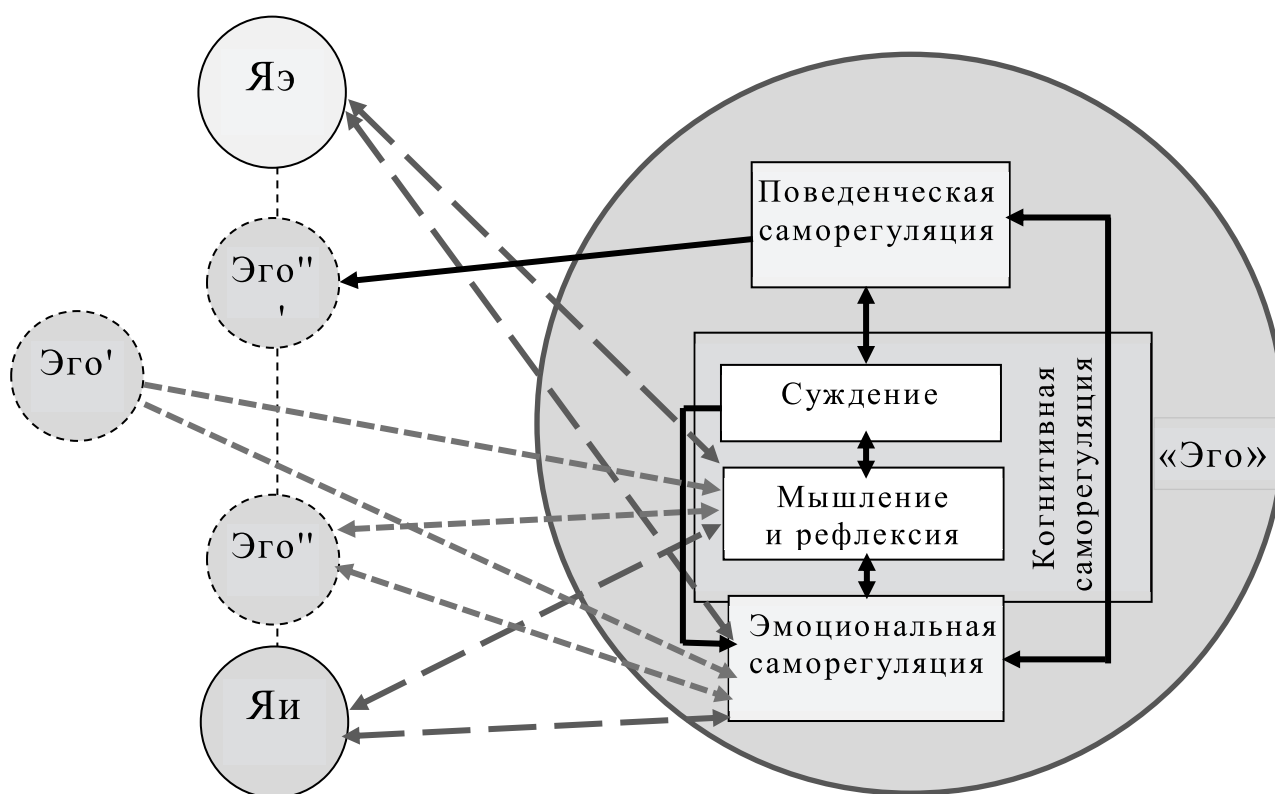 Яэ
Поведенческая
саморегуляция
Эго''
'
Эго'
Суждение
Когнитивная
саморегуляция
«Эго»
Мышление
и рефлексия
Эго''
Эмоциональная
саморегуляция
Яи